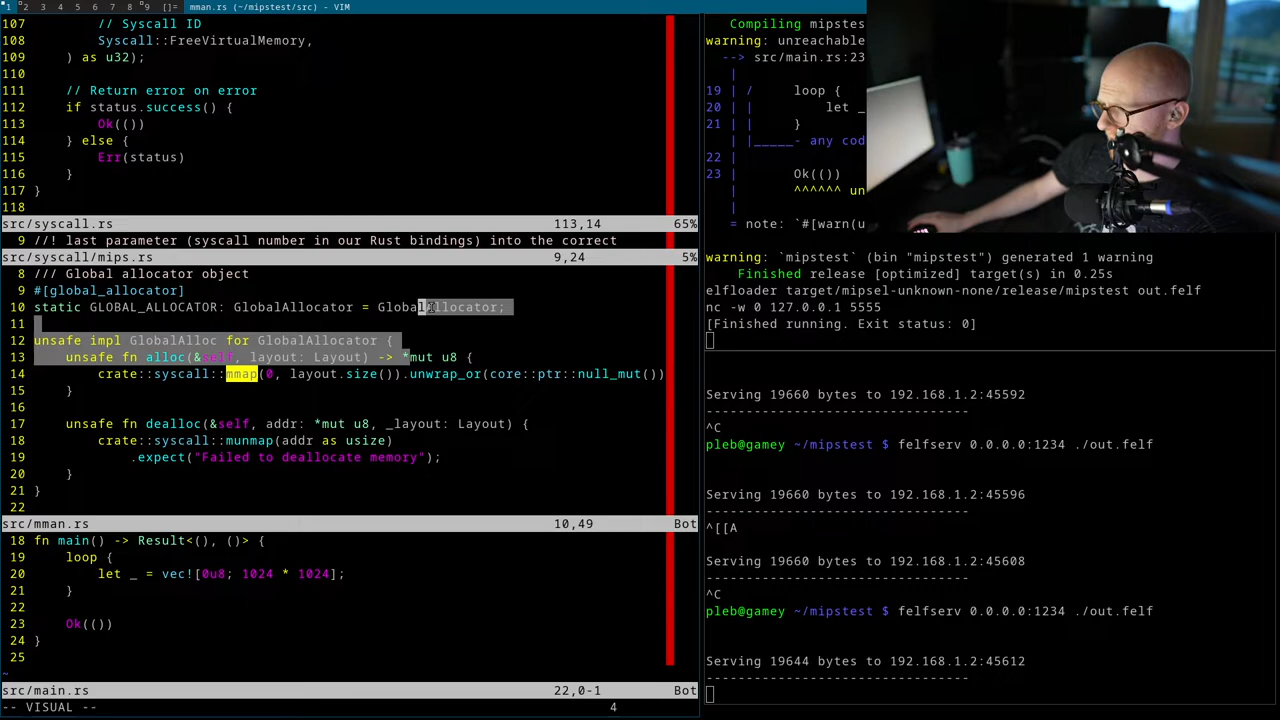 1 2 3 4 5 6 7 8 9 []= mman.rs (~/mipstest/src) - VIM
107         // Syscall ID
108         Syscall::FreeVirtualMemory,
109     ) as u32);
110
111     // Return error on error
112     if status.success() {
113         Ok(())
114     } else {
115         Err(status)
116     }
117 }
118
src/syscall.rs 113,14 65%
9 //! last parameter (syscall number in our Rust bindings) into the correct
src/syscall/mips.rs 9,24 5%
8 /// Global allocator object
9 #[global_allocator]
10 static GLOBAL_ALLOCATOR: GlobalAllocator = GlobalAllocator;
11
12 unsafe impl GlobalAlloc for GlobalAllocator {
13     unsafe fn alloc(&self, layout: Layout) -> *mut u8 {
14         crate::syscall::mmap(0, layout.size()).unwrap_or(core::ptr::null_mut())
15     }
16
17     unsafe fn dealloc(&self, addr: *mut u8, _layout: Layout) {
18         crate::syscall::munmap(addr as usize)
19             .expect("Failed to deallocate memory");
20     }
21 }
22
src/mman.rs 10,49 Bot
18 fn main() -> Result<(), ()> {
19     loop {
20         let _ = vec![0u8; 1024 * 1024];
21     }
22
23     Ok(())
24 }
25
~
src/main.rs 22,0-1 Bot
-- VISUAL -- 4
Compiling mipstes
warning: unreachable
--> src/main.rs:23
|
19 | /     loop {
20 | |         let _
21 | |     }
| |_____- any cod
22 |
23 |     Ok(())
|     ^^^^^^ un
|
= note: `#[warn(u
warning: `mipstest` (bin "mipstest") generated 1 warning
Finished release [optimized] target(s) in 0.25s
elfloader target/mipsel-unknown-none/release/mipstest out.felf
nc -w 0 127.0.0.1 5555
[Finished running. Exit status: 0]
Serving 19660 bytes to 192.168.1.2:45592
---------------------------------
^C
pleb@gamey ~/mipstest $ felfserv 0.0.0.0:1234 ./out.felf
Serving 19660 bytes to 192.168.1.2:45596
---------------------------------
^[[A
Serving 19660 bytes to 192.168.1.2:45608
---------------------------------
^C
pleb@gamey ~/mipstest $ felfserv 0.0.0.0:1234 ./out.felf
Serving 19644 bytes to 192.168.1.2:45612
---------------------------------